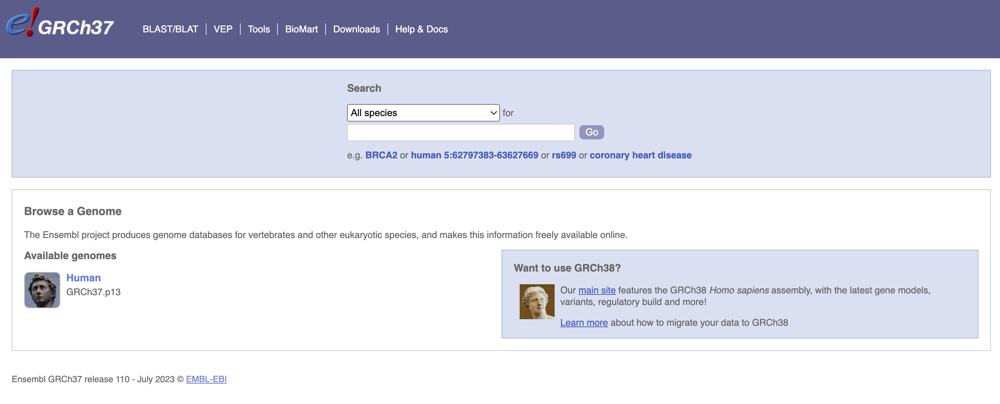 e!GRCh37
BLAST/BLAT | VEP | Tools | BioMart | Downloads | Help & Docs
Search
All species for
Go
e.g. BRCA2 or human 5:62797383-63627669 or rs699 or coronary heart disease
Browse a Genome
The Ensembl project produces genome databases for vertebrates and other eukaryotic species, and makes this information freely available online.
Available genomes
Human
GRCh37.p13
Want to use GRCh38?
Our main site features the GRCh38 Homo sapiens assembly, with the latest gene models,
variants, regulatory build and more!
Learn more about how to migrate your data to GRCh38
Ensembl GRCh37 release 110 - July 2023 © EMBL-EBI